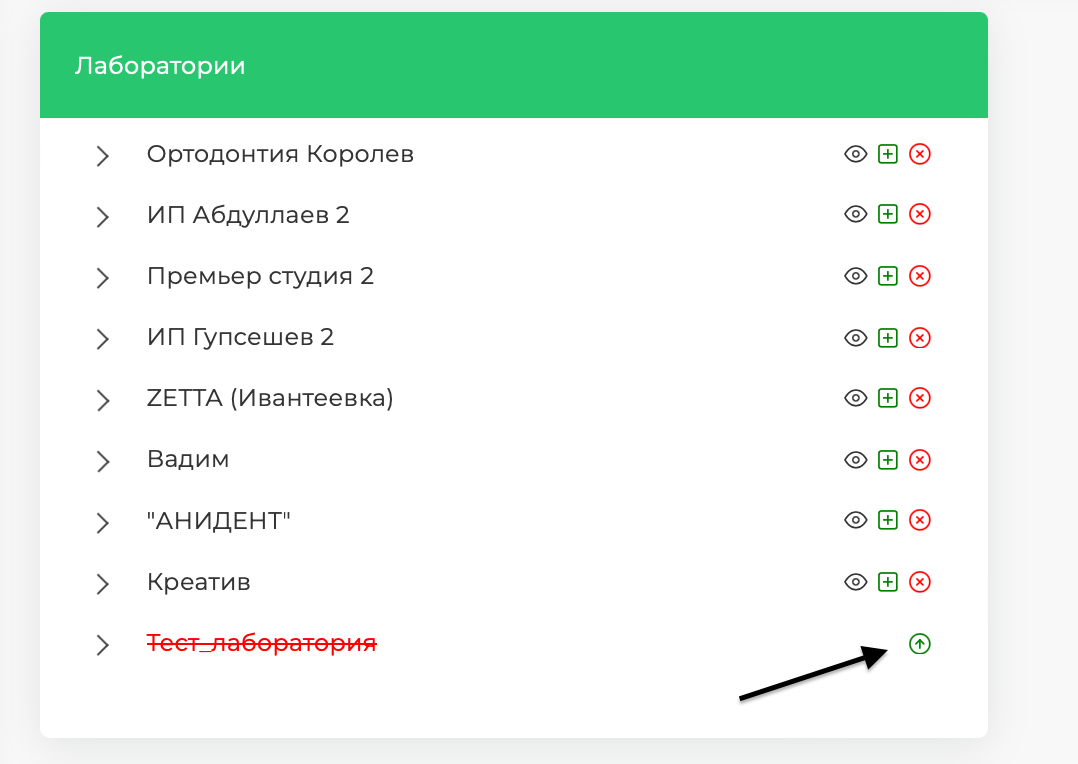 Лаборатории
Ортодонтия Королев
ИП Абдуллаев 2
Премьер студия 2
ИП Гупсешев 2
ZETTA (Ивантеевка)
Вадим
"АНИДЕНТ"
Креатив
Тест_лаборатория